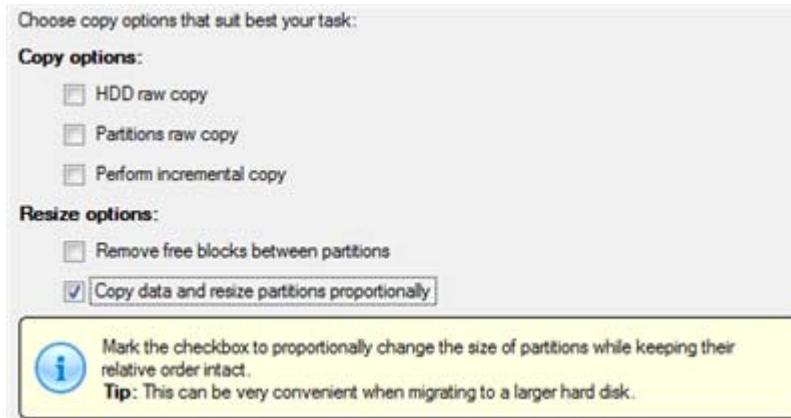 Choose copy options that suit best your task:
Copy options:
HDD raw copy
Partitions raw copy
Perform incremental copy
Resize options:
Remove free blocks between partitions
Copy data and resize partitions proportionally
Mark the checkbox to proportionally change the size of partitions while keeping their
relative order intact.
Tip: This can be very convenient when migrating to a larger hard disk.